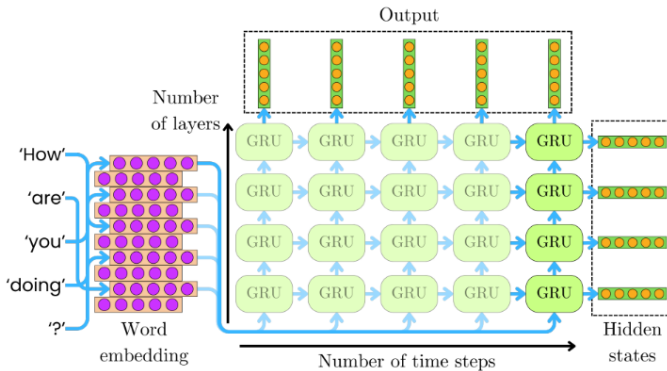 Output
Number
of layers
'How'
'are'
'you'
'doing'
'?'
GRU GRU GRU GRU GRU
GRU GRU GRU GRU GRU
GRU GRU GRU GRU GRU
GRU GRU GRU GRU GRU
Word
embedding
Number of time steps
Hidden
states